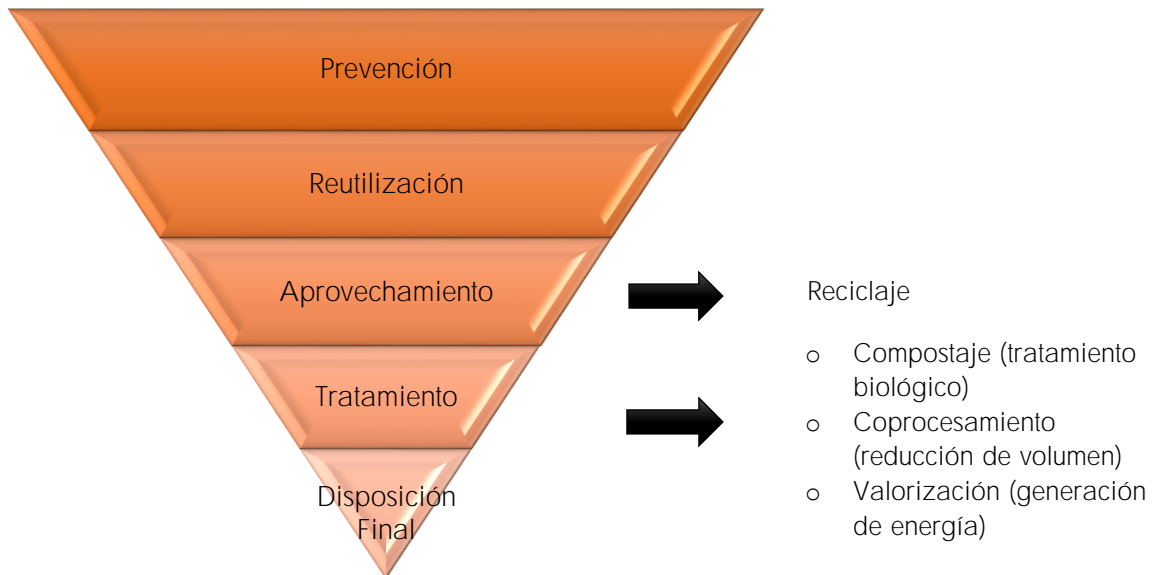 Prevención
Reutilización
Aprovechamiento
Reciclaje
Tratamiento
o Compostaje (tratamiento
biológico)
o Coprocesamiento
(reducción de volumen)
o Valorización (generación
de energía)
Disposición
Final